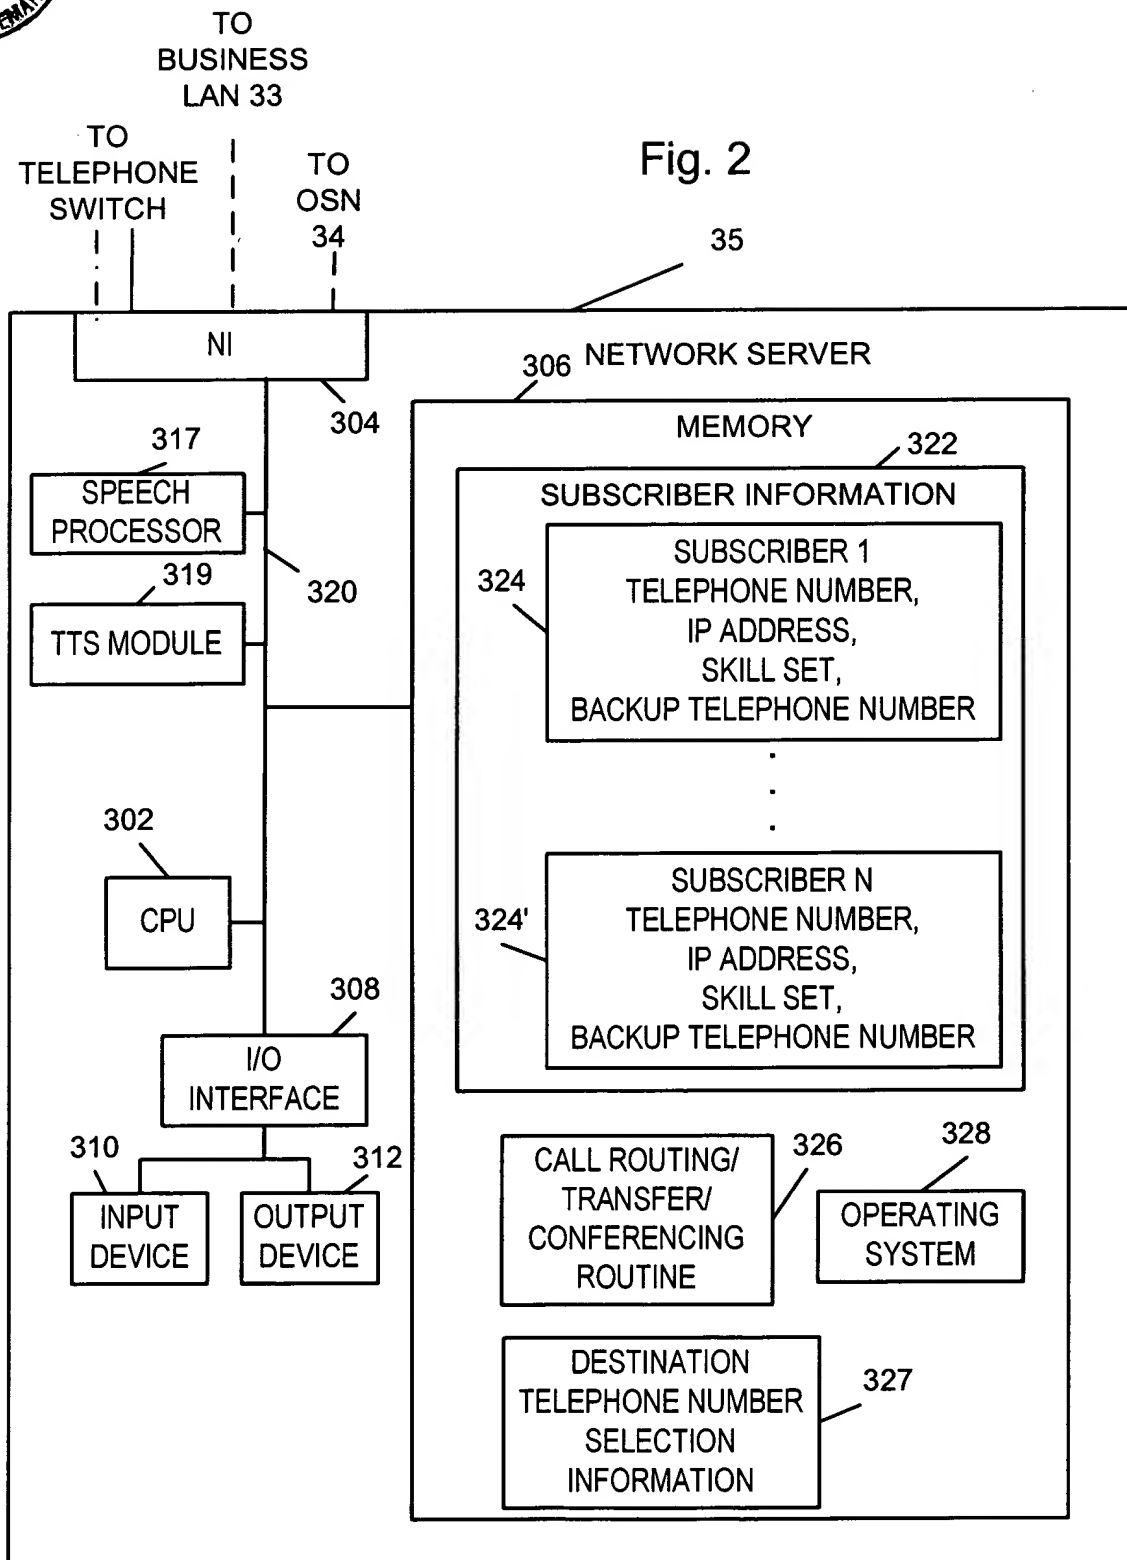 TO
BUSINESS
LAN 33
TO
TELEPHONE
SWITCH
TO
OSN
34
Fig. 2
35
NI
304
NETWORK SERVER
306
MEMORY
322
SUBSCRIBER INFORMATION
317
SPEECH
PROCESSOR
320
319
TTS MODULE
324
SUBSCRIBER 1
TELEPHONE NUMBER,
IP ADDRESS,
SKILL SET,
BACKUP TELEPHONE NUMBER
.
.
.
302
CPU
324'
SUBSCRIBER N
TELEPHONE NUMBER,
IP ADDRESS,
SKILL SET,
BACKUP TELEPHONE NUMBER
308
I/O
INTERFACE
310
INPUT
DEVICE
312
OUTPUT
DEVICE
326
CALL ROUTING/
TRANSFER/
CONFERENCING
ROUTINE
328
OPERATING
SYSTEM
327
DESTINATION
TELEPHONE NUMBER
SELECTION
INFORMATION